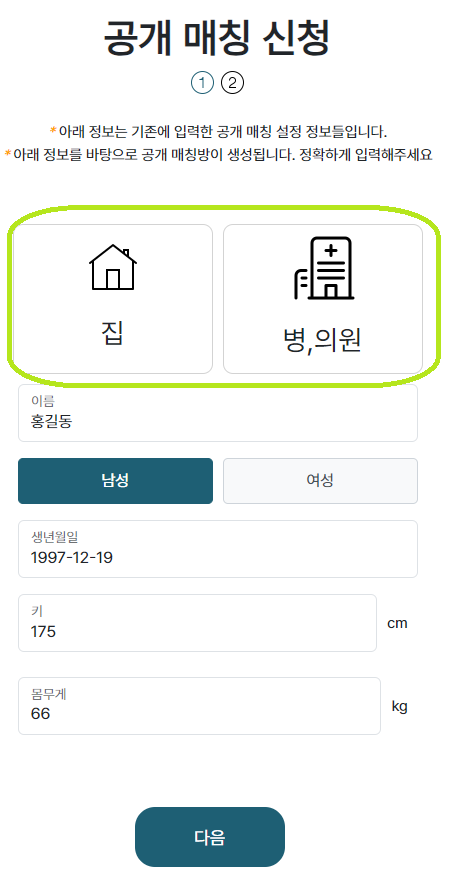 공개 매칭 신청
① ②
* 아래 정보는 기존에 입력한 공개 매칭 설정 정보들입니다.
* 아래 정보를 바탕으로 공개 매칭방이 생성됩니다. 정확하게 입력해주세요
집 병,의원
이름
홍길동
남성 여성
생년월일
1997-12-19
키
175 cm
몸무게
66 kg
다음